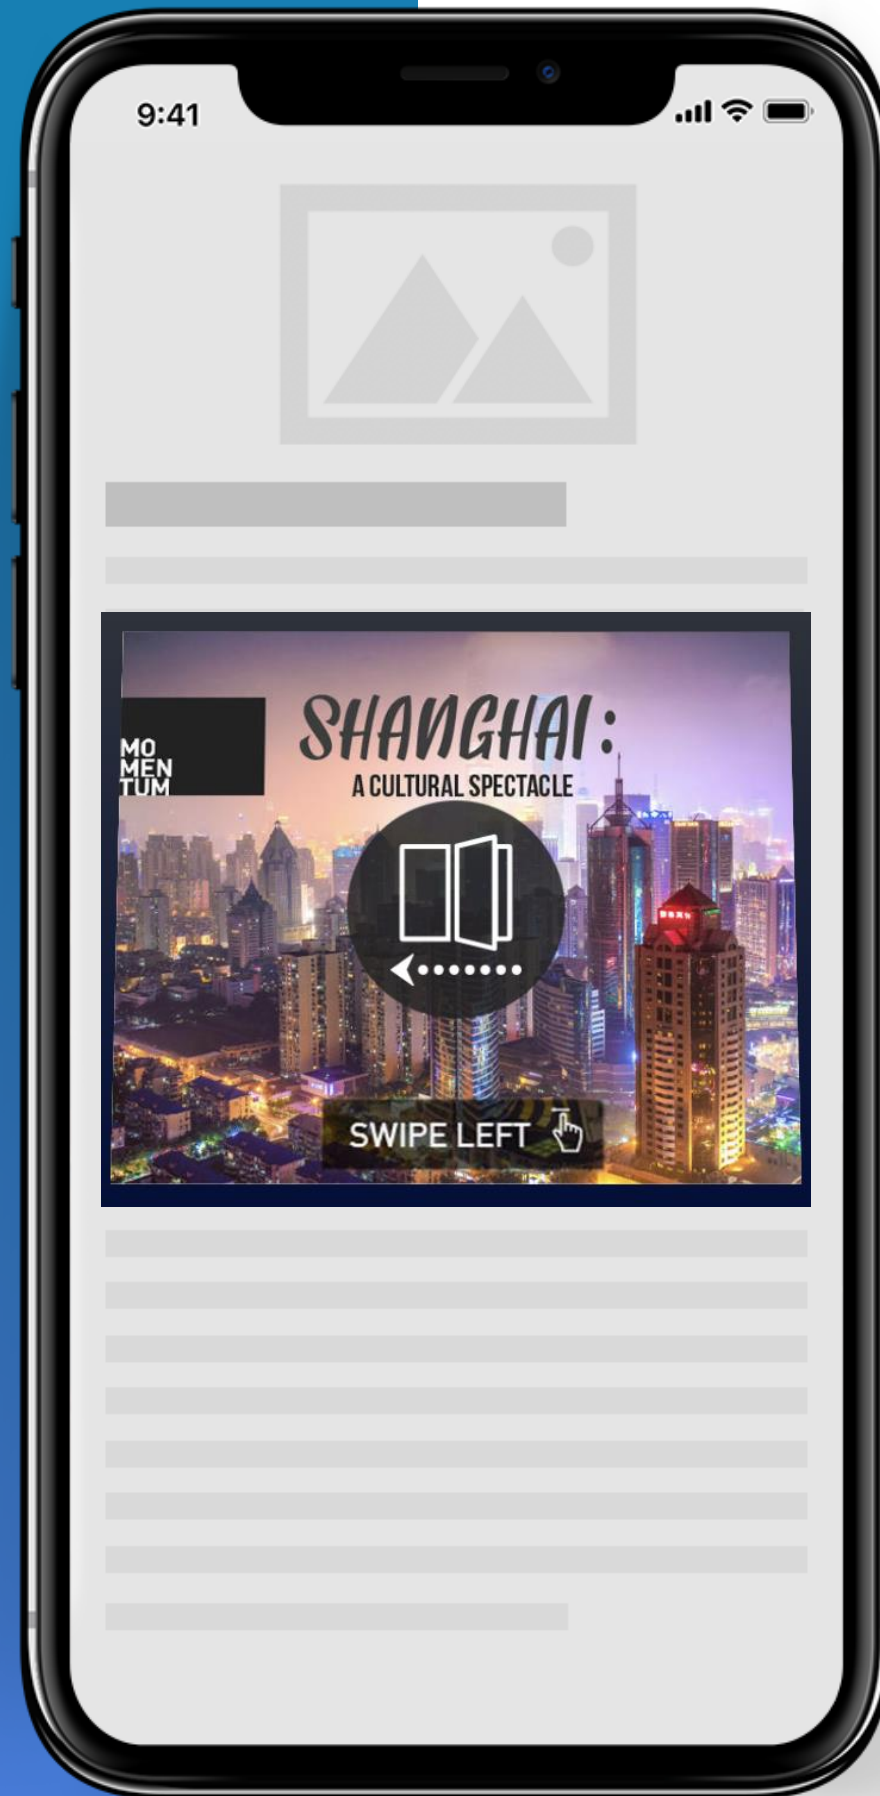 9:41
MO
MEN
TUM
SHANGHAI:
A CULTURAL SPECTACLE
SWIPE LEFT